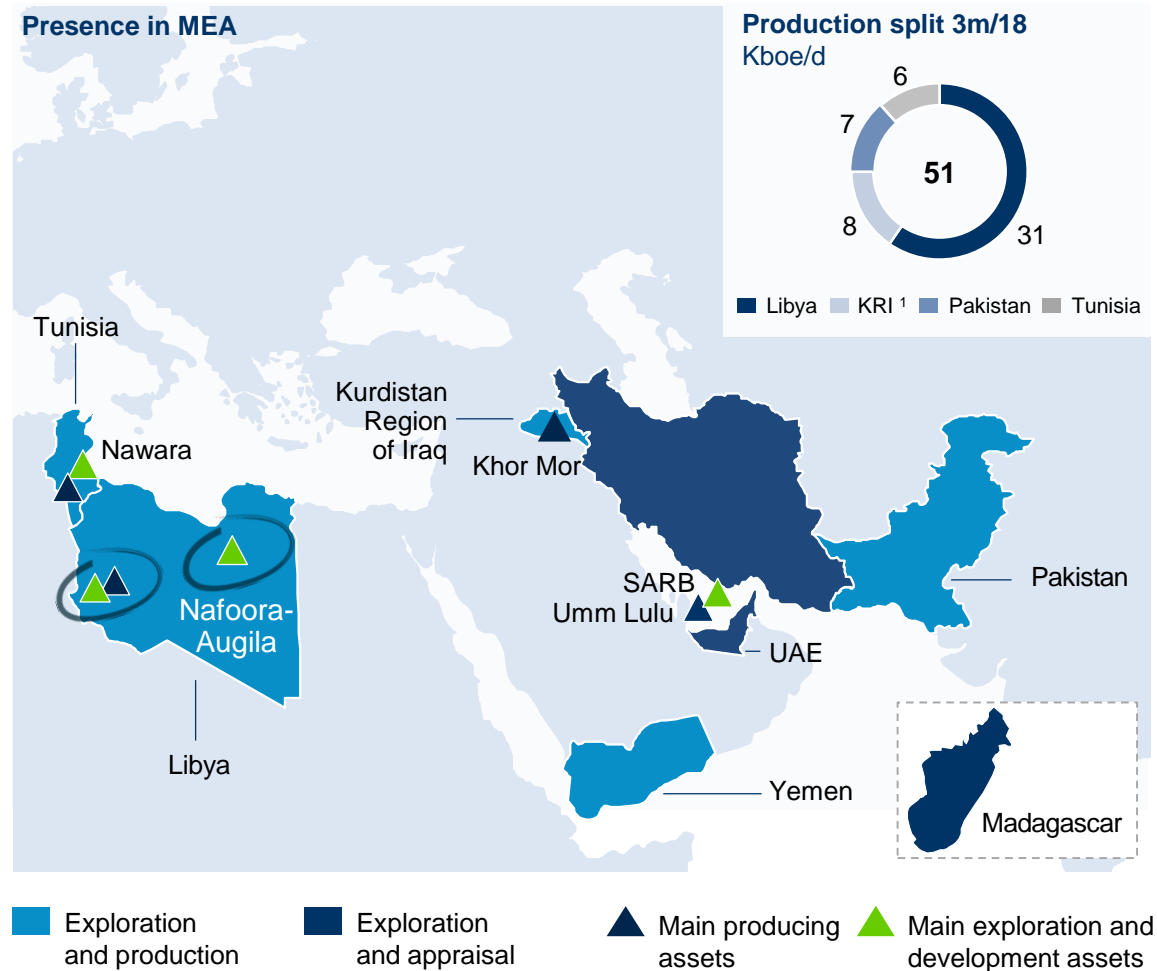 Presence in MEA
Production split 3m/18
Kboe/d
6
7
51
8
31
Libya
KRI ¹
Pakistan
Tunisia
Tunisia
Nawara
Kurdistan
Region
of Iraq
Khor Mor
Nafoora-
Augila
SARB
Umm Lulu
UAE
Pakistan
Libya
Yemen
Madagascar
Exploration
and production
Exploration
and appraisal
Main producing
assets
Main exploration and
development assets